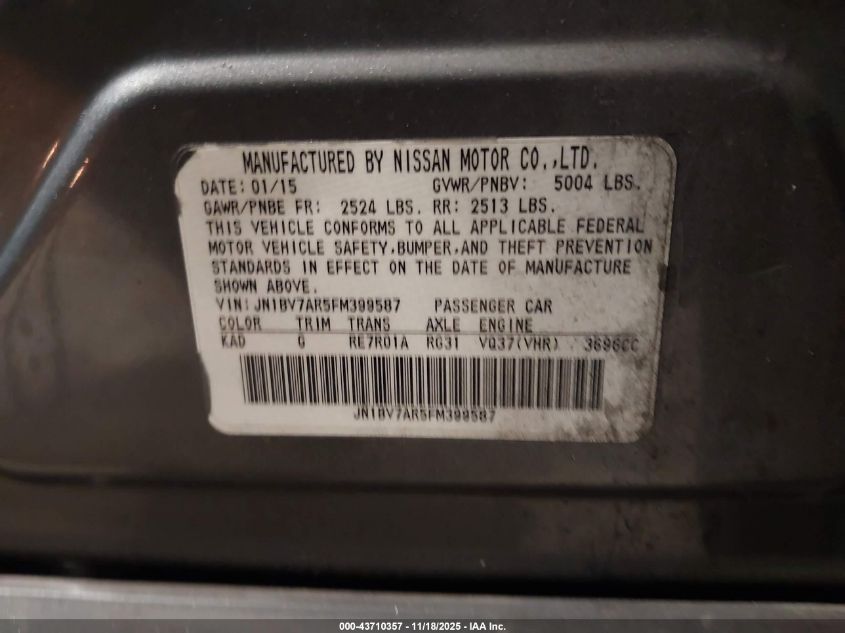 MANUFACTURED BY NISSAN MOTOR CO.,LTD.
DATE: 01/15 GVWR/PNBV: 5004 LBS.
GAWR/PNBE FR: 2524 LBS. RR: 2513 LBS.
THIS VEHICLE CONFORMS TO ALL APPLICABLE FEDERAL
MOTOR VEHICLE SAFETY,BUMPER,AND THEFT PREVENTION
STANDARDS IN EFFECT ON THE DATE OF MANUFACTURE
SHOWN ABOVE.
VIN: JN1BV7AR5FM399587 PASSENGER CAR
COLOR TRIM TRANS AXLE ENGINE
KAD G RE7R01A RG31 VQ37(VHR) 3696CC
JN1BV7AR5FM399587
000-43710357 | 11/18/2025 - IAA Inc.